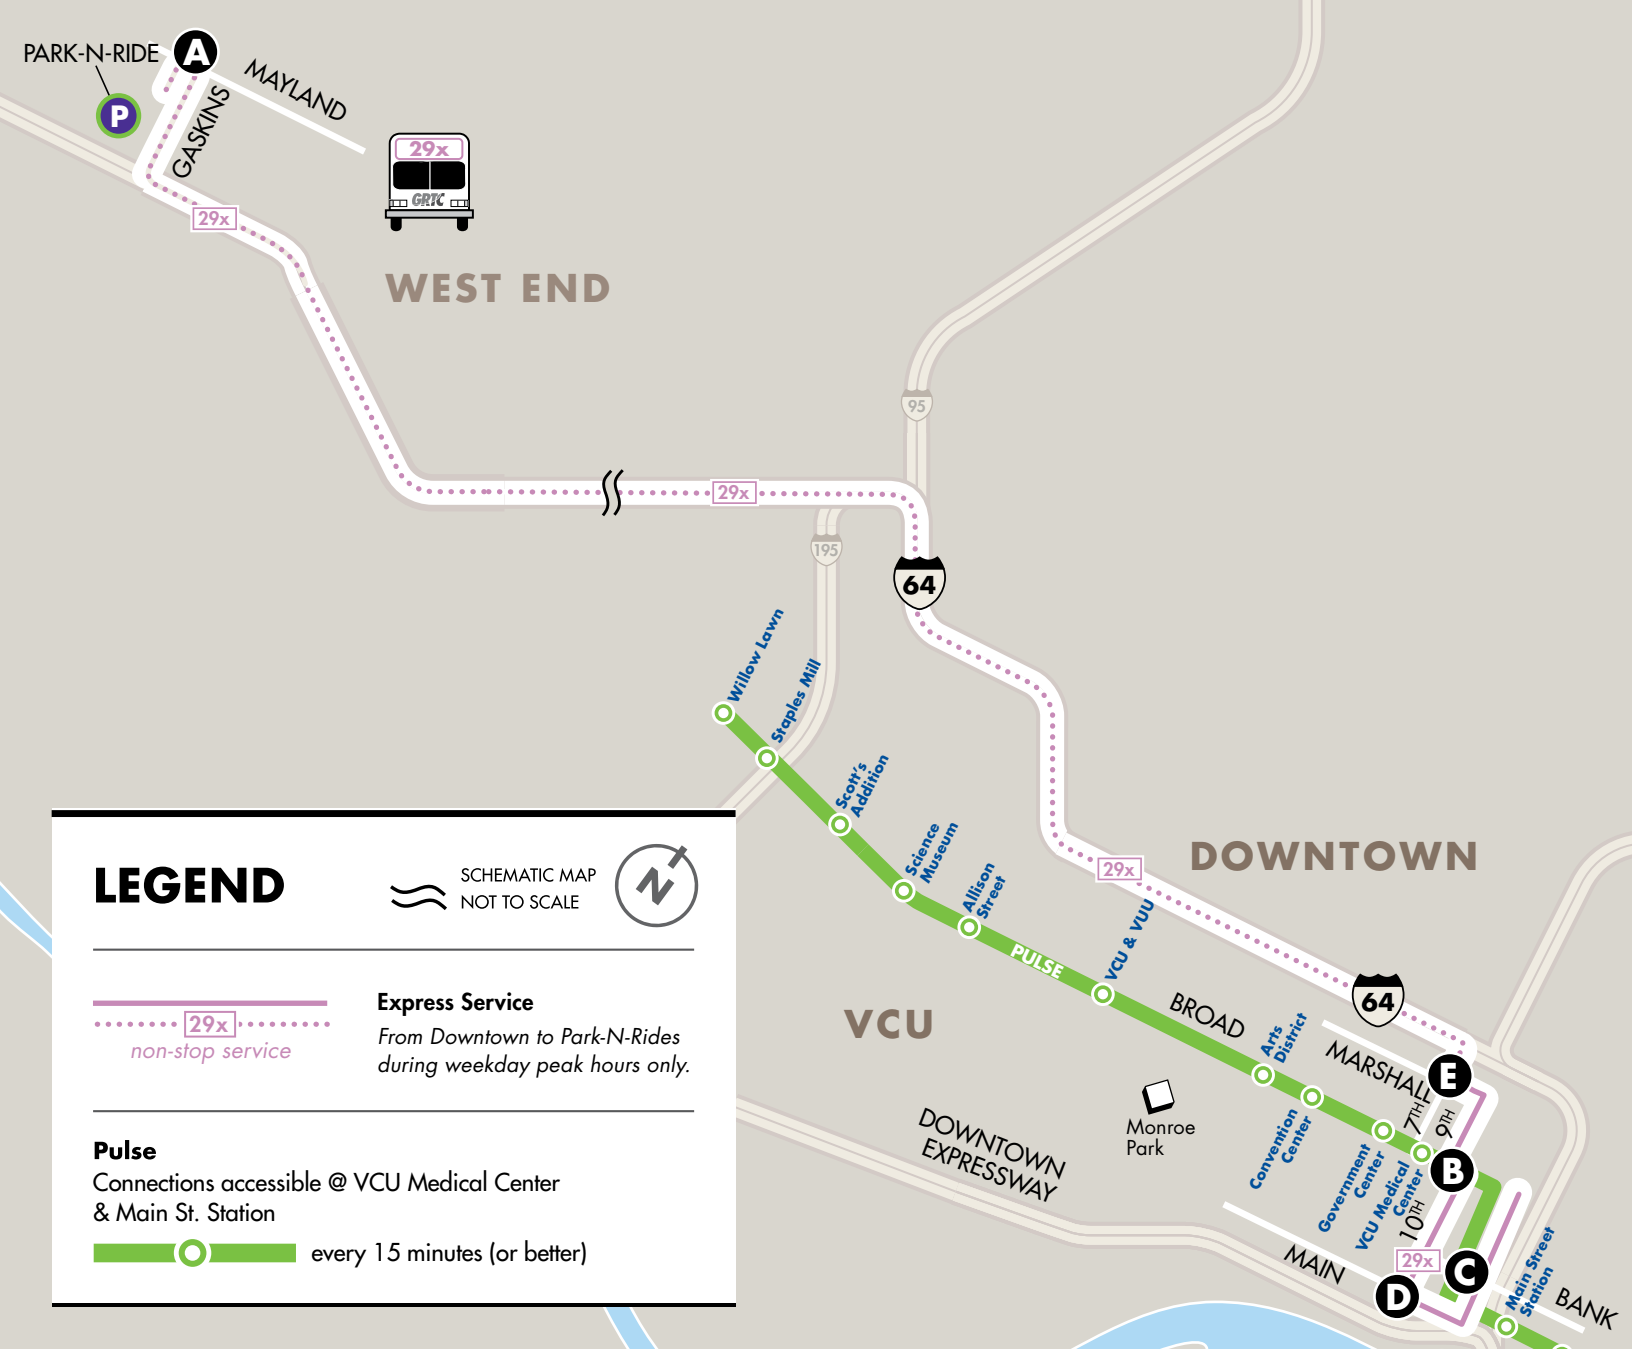 PARK-N-RIDE
A
P
MAYLAND
GASKINS
29x
GRTC
29x
WEST END
95
29x
195
64
Willow Lawn
Staples Mill
Scott's
Addition
Science
Museum
Allison
Street
PULSE
VCU & VUU
29x
DOWNTOWN
VCU
BROAD
64
Arts
District
MARSHALL
E
7TH
9TH
Monroe
Park
DOWNTOWN
EXPRESSWAY
Convention
Center
Government
Center
VCU Medical
Center
B
10TH
29x
MAIN
C
D
Main Street
Station
BANK
LEGEND
SCHEMATIC MAP
NOT TO SCALE
N
29x
non-stop service
Express Service
From Downtown to Park-N-Rides
during weekday peak hours only.
Pulse
Connections accessible @ VCU Medical Center
& Main St. Station
every 15 minutes (or better)